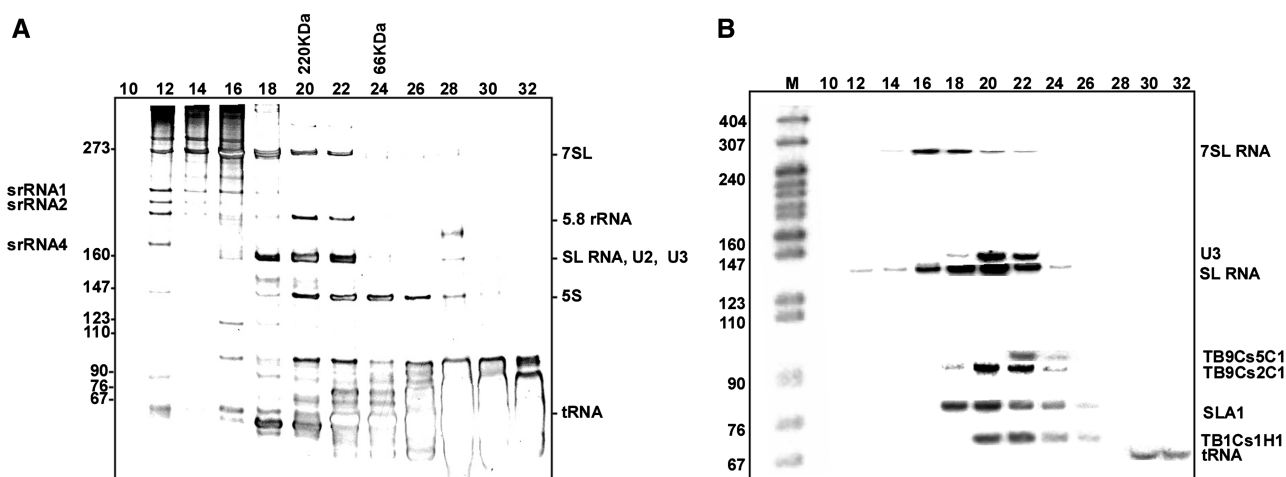 A
220KDa
66KDa
10 12 14 16 18 20 22 24 26 28 30 32
273
srRNA1
srRNA2
srRNA4
160
147
123
110
90
76
67
7SL
5.8 rRNA
SL RNA, U2, U3
5S
tRNA
B
M 10 12 14 16 18 20 22 24 26 28 30 32
404
307
240
160
147
123
110
90
76
67
7SL RNA
U3
SL RNA
TB9Cs5C1
TB9Cs2C1
SLA1
TB1Cs1H1
tRNA